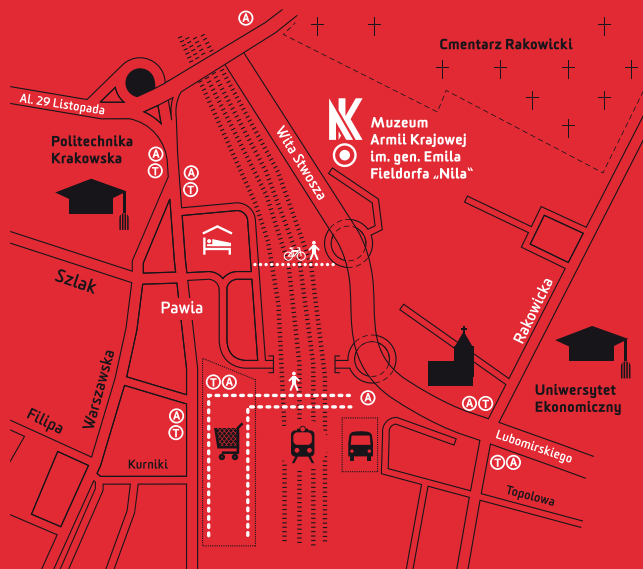 A
Cmentarz Rakowicki
Al. 29 Listopada
Muzeum
Armii Krajowej
im. gen. Emila
Fieldorfa „Nila“
Wita Stwosza
Politechnika
Krakowska
A
T
A
T
Szlak
Pawia
Rakowicka
Warszawska
T A
A
Uniwersytet
Ekonomiczny
A T
Filipa
A
T
Lubomirskiego
Kurniki
T A
Topolowa